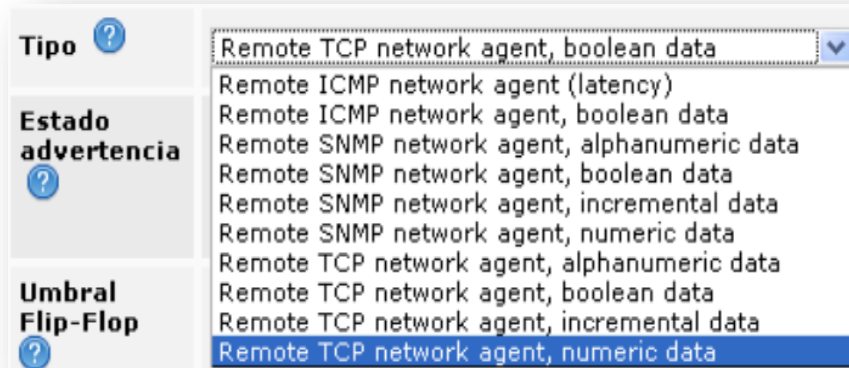 Tipo ?
Remote TCP network agent, boolean data
Remote ICMP network agent (latency)
Remote ICMP network agent, boolean data
Estado
advertencia
?
Remote SNMP network agent, alphanumeric data
Remote SNMP network agent, boolean data
Remote SNMP network agent, incremental data
Remote SNMP network agent, numeric data
Remote TCP network agent, alphanumeric data
Remote TCP network agent, boolean data
Umbral
Flip-Flop
?
Remote TCP network agent, incremental data
Remote TCP network agent, numeric data